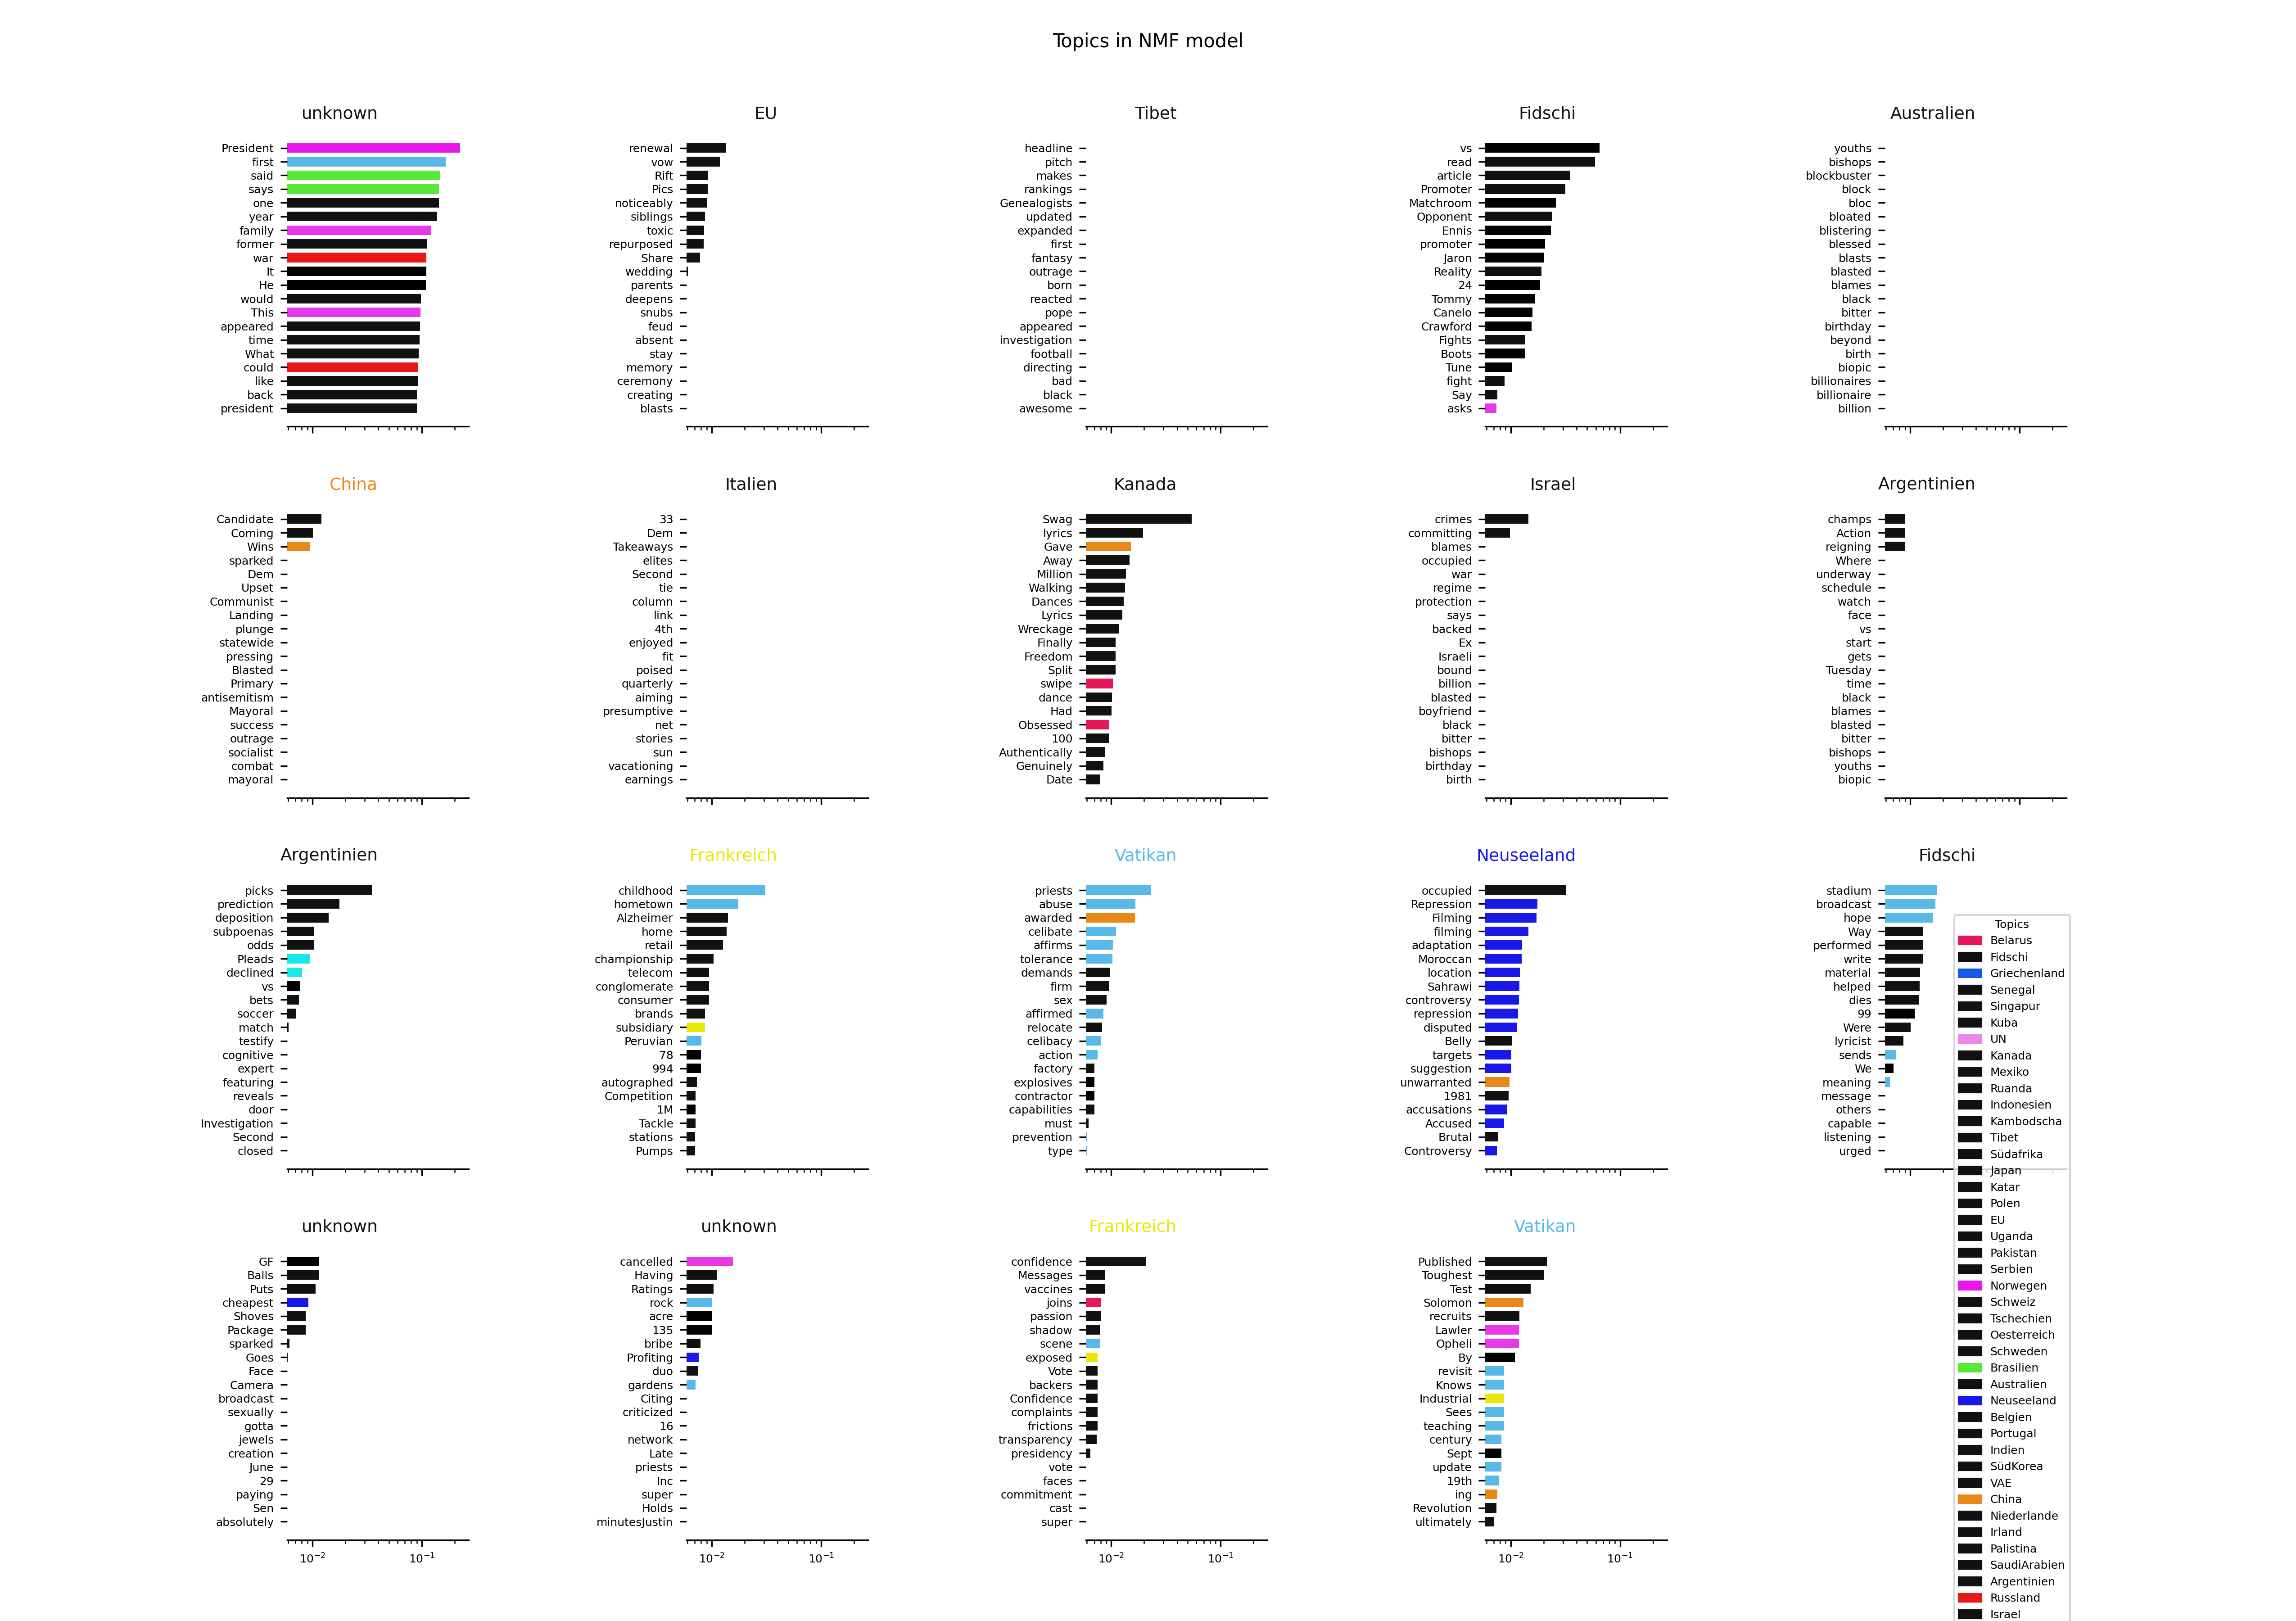 Topics in NMF model
unknown
President
first
said
says
one
year
family
former
war
It
He
would
This
appeared
time
What
could
like
back
president
EU
renewal
vow
Rift
Pics
noticeably
siblings
toxic
repurposed
Share
wedding
parents
deepens
snubs
feud
absent
stay
memory
ceremony
creating
blasts
Tibet
headline
pitch
makes
rankings
Genealogists
updated
expanded
first
fantasy
outrage
born
reacted
pope
appeared
investigation
football
directing
bad
black
awesome
Fidschi
vs
read
article
Promoter
Matchroom
Opponent
Ennis
promoter
Jaron
Reality
24
Tommy
Canelo
Crawford
Fights
Boots
Tune
fight
Say
asks
Australien
youths
bishops
blockbuster
block
bloc
bloated
blistering
blessed
blasts
blasted
blames
black
bitter
birthday
beyond
birth
biopic
billionaires
billionaire
billion
China
Candidate
Coming
Wins
sparked
Dem
Upset
Communist
Landing
plunge
statewide
pressing
Blasted
Primary
antisemitism
Mayoral
success
outrage
socialist
combat
mayoral
Italien
33
Dem
Takeaways
elites
Second
tie
column
link
4th
enjoyed
fit
poised
quarterly
aiming
presumptive
net
stories
sun
vacationing
earnings
Kanada
Swag
lyrics
Gave
Away
Million
Walking
Dances
Lyrics
Wreckage
Finally
Freedom
Split
swipe
dance
Had
Obsessed
100
Authentically
Genuinely
Date
Israel
crimes
committing
blames
occupied
war
regime
protection
says
backed
Ex
Israeli
bound
billion
blasted
boyfriend
black
bitter
bishops
birthday
birth
Argentinien
champs
Action
reigning
Where
underway
schedule
watch
face
vs
start
gets
Tuesday
time
black
blames
blasted
bitter
bishops
youths
biopic
Argentinien
picks
prediction
deposition
subpoenas
odds
Pleads
declined
vs
bets
soccer
match
testify
cognitive
expert
featuring
reveals
door
Investigation
Second
closed
Frankreich
childhood
hometown
Alzheimer
home
retail
championship
telecom
conglomerate
consumer
brands
subsidiary
Peruvian
78
994
autographed
Competition
1M
Tackle
stations
Pumps
Vatikan
priests
abuse
awarded
celibate
affirms
tolerance
demands
firm
sex
affirmed
relocate
celibacy
action
factory
explosives
contractor
capabilities
must
prevention
type
Neuseeland
occupied
Repression
Filming
filming
adaptation
Moroccan
location
Sahrawi
controversy
repression
disputed
Belly
targets
suggestion
unwarranted
1981
accusations
Accused
Brutal
Controversy
Fidschi
stadium
broadcast
hope
Way
performed
write
material
helped
dies
99
Were
lyricist
sends
We
meaning
message
others
capable
listening
urged
unknown
GF
Balls
Puts
cheapest
Shoves
Package
sparked
Goes
Face
Camera
broadcast
sexually
gotta
jewels
creation
June
29
paying
Sen
absolutely
10⁻² 10⁻¹
unknown
cancelled
Having
Ratings
rock
acre
135
bribe
Profiting
duo
gardens
Citing
criticized
16
network
Late
priests
Inc
super
Holds
minutesJustin
10⁻² 10⁻¹
Frankreich
confidence
Messages
vaccines
joins
passion
shadow
scene
exposed
Vote
backers
Confidence
complaints
frictions
transparency
presidency
vote
faces
commitment
cast
super
10⁻² 10⁻¹
Vatikan
Published
Toughest
Test
Solomon
recruits
Lawler
Opheli
By
revisit
Knows
Industrial
Sees
teaching
century
Sept
update
19th
ing
Revolution
ultimately
10⁻² 10⁻¹
Topics
Belarus
Fidschi
Griechenland
Senegal
Singapur
Kuba
UN
Kanada
Mexiko
Ruanda
Indonesien
Kambodscha
Tibet
Südafrika
Japan
Katar
Polen
EU
Uganda
Pakistan
Serbien
Norwegen
Schweiz
Tschechien
Oesterreich
Schweden
Brasilien
Australien
Neuseeland
Belgien
Portugal
Indien
SüdKorea
VAE
China
Niederlande
Irland
Palistina
SaudiArabien
Argentinien
Russland
Israel